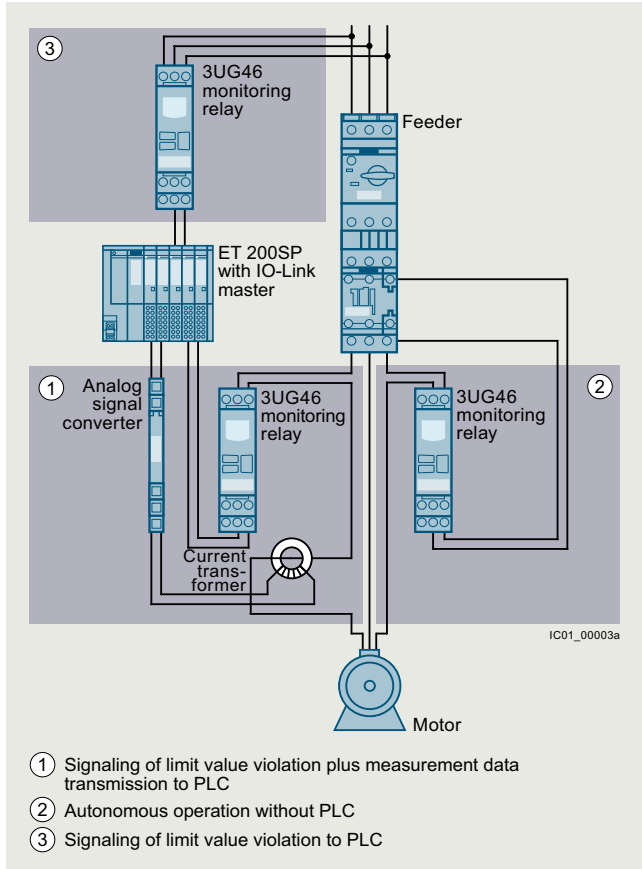 3
3UG46
monitoring
relay
Feeder
ET 200SP
with IO-Link
master
1
Analog
signal
converter
3UG46
monitoring
relay
2
3UG46
monitoring
relay
Current
trans-
former
IC01_00003a
Motor
1 Signaling of limit value violation plus measurement data
transmission to PLC
2 Autonomous operation without PLC
3 Signaling of limit value violation to PLC